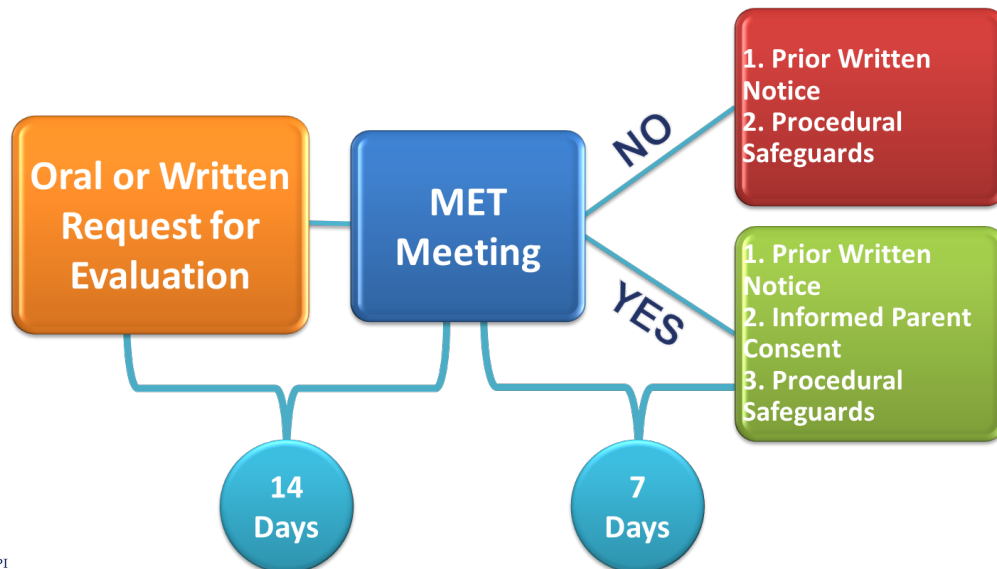 Oral or Written
Request for
Evaluation
MET
Meeting
NO
YES
1. Prior Written
Notice
2. Procedural
Safeguards
1. Prior Written
Notice
2. Informed Parent
Consent
3. Procedural
Safeguards
14
Days
7
Days